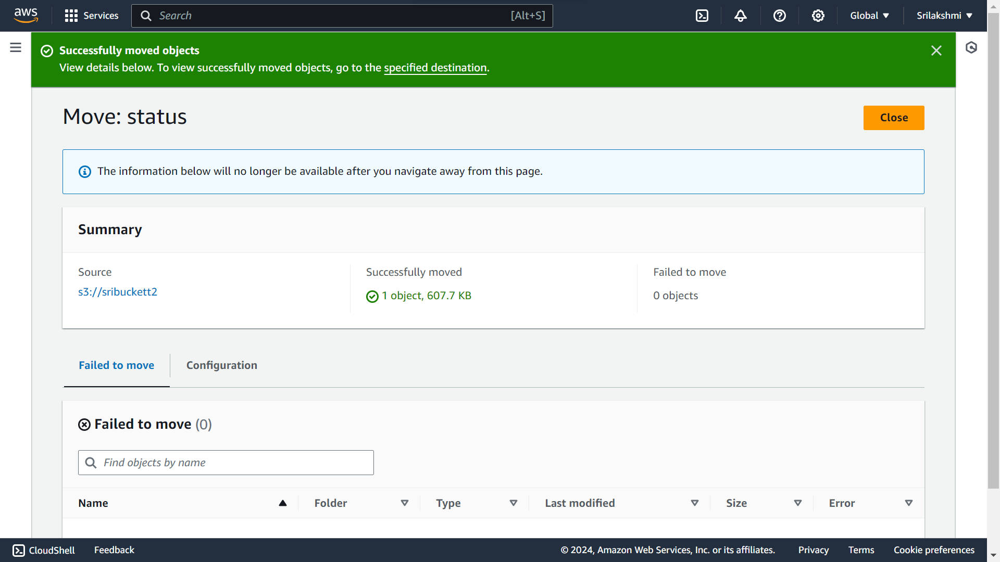 aws
Services
Search [Alt+S]
Global
Srilakshmi
Successfully moved objects
View details below. To view successfully moved objects, go to the specified destination.
Move: status
Close
The information below will no longer be available after you navigate away from this page.
Summary
Source
s3://sribuckett2
Successfully moved
1 object, 607.7 KB
Failed to move
0 objects
Failed to move
Configuration
Failed to move (0)
Find objects by name
Name Folder Type Last modified Size Error
CloudShell Feedback © 2024, Amazon Web Services, Inc. or its affiliates. Privacy Terms Cookie preferences